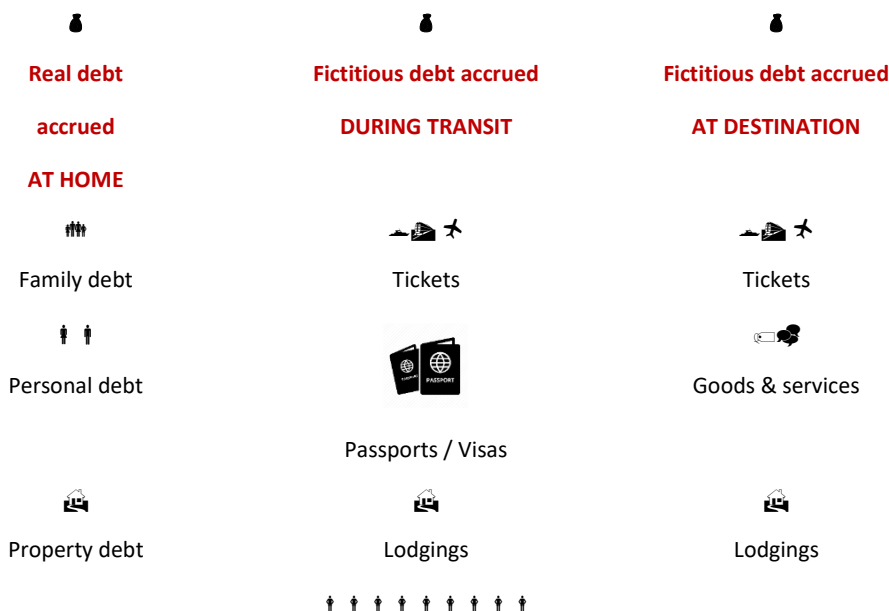 Real debt
accrued
AT HOME
Fictitious debt accrued
DURING TRANSIT
Fictitious debt accrued
AT DESTINATION
Family debt
Tickets
Tickets
Personal debt
PASSPORT
Goods & services
Passports / Visas
Property debt
Lodgings
Lodgings